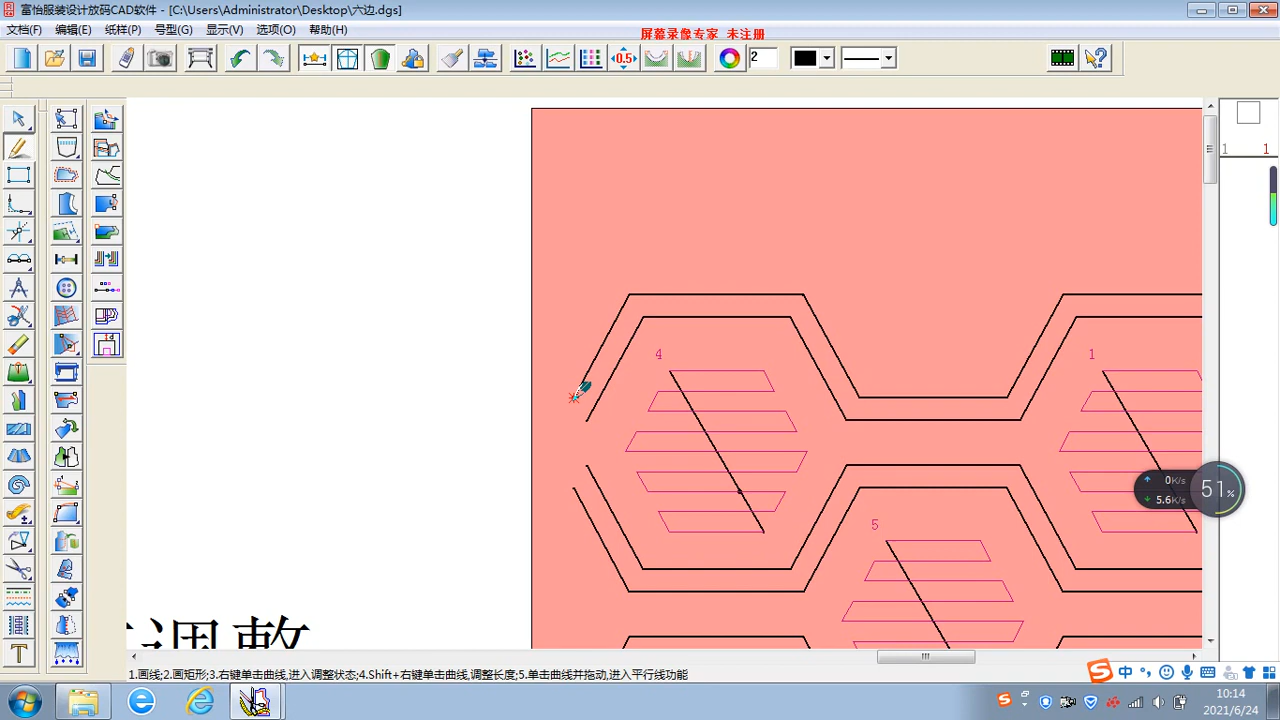 富怡服装设计放码CAD软件 - [C:\Users\Administrator\Desktop\六边.dgs]
文档(F) 编辑(E) 纸样(P) 号型(G) 显示(V) 选项(O) 帮助(H)
屏幕录像专家 未注册
0.5 2
1 1
4 1
5
0K/s
51%
5.6K/s
调整
T
1.画线;2.画矩形;3.右键单击曲线,进入调整状态;4.Shift+右键单击曲线,调整长度5.单击曲线并拖动,进入平行线功能
中
10:14
2021/6/24